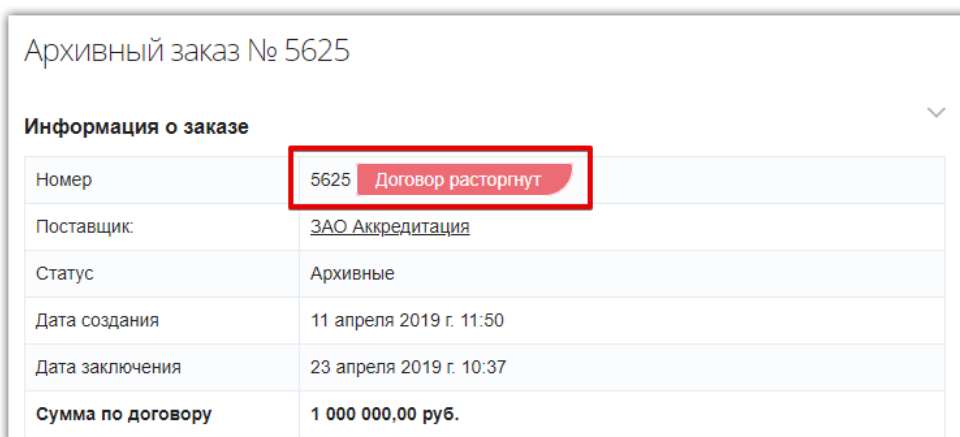 Архивный заказ № 5625
Информация о заказе
Номер 5625 Договор расторгнут
Поставщик: ЗАО Аккредитация
Статус Архивные
Дата создания 11 апреля 2019 г. 11:50
Дата заключения 23 апреля 2019 г. 10:37
Сумма по договору 1 000 000,00 руб.